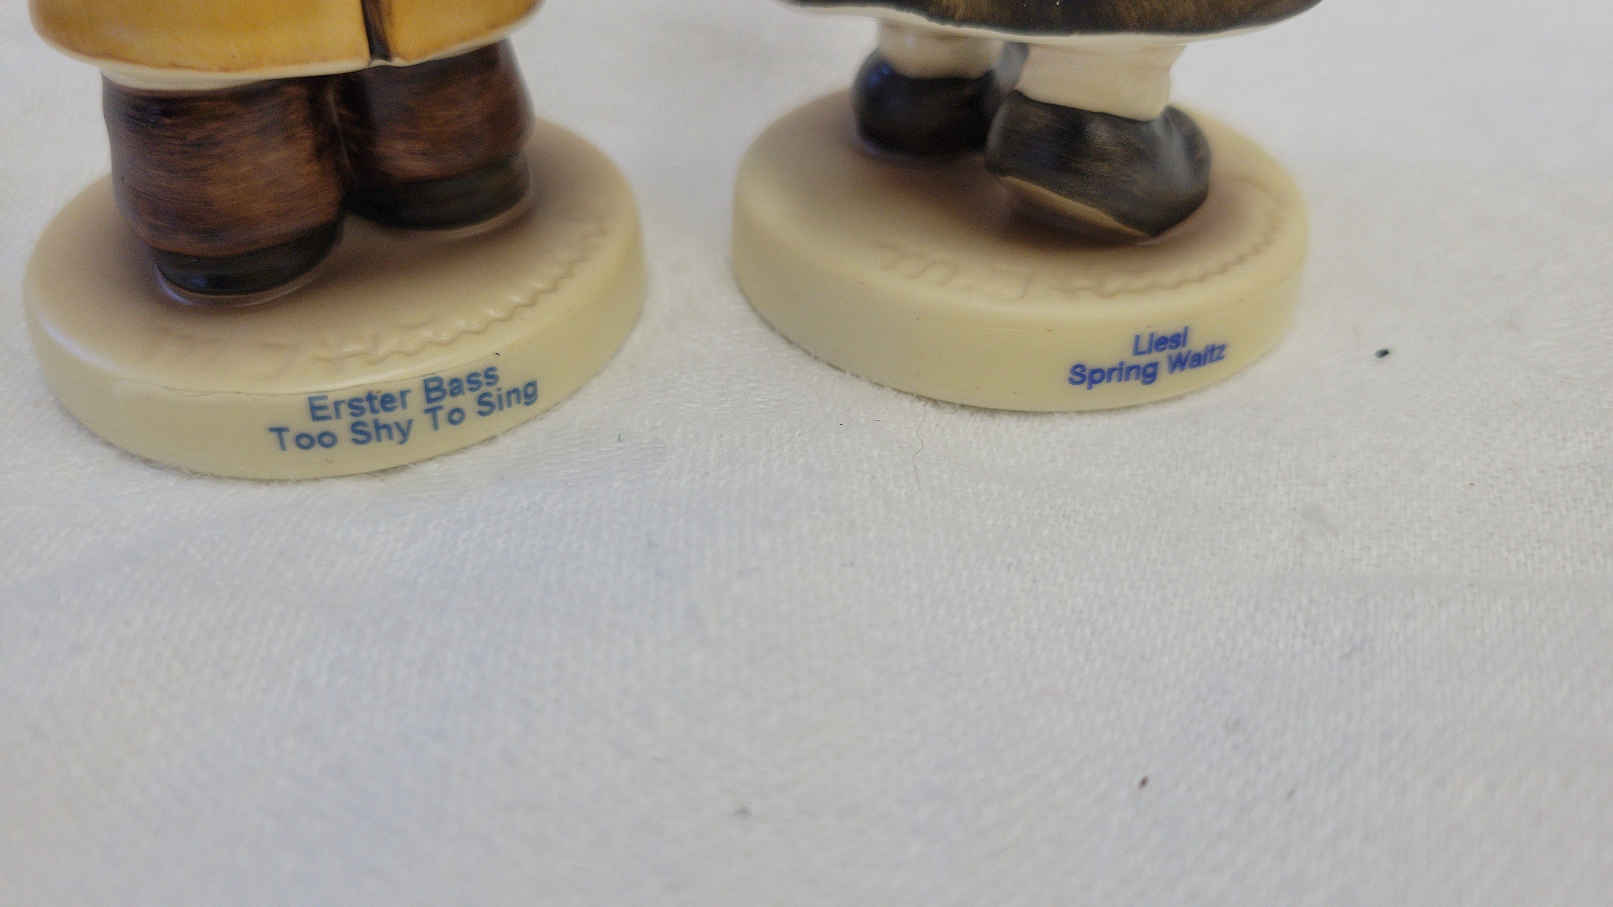 Erster Bass
Too Shy To Sing
Liesl
Spring Waltz